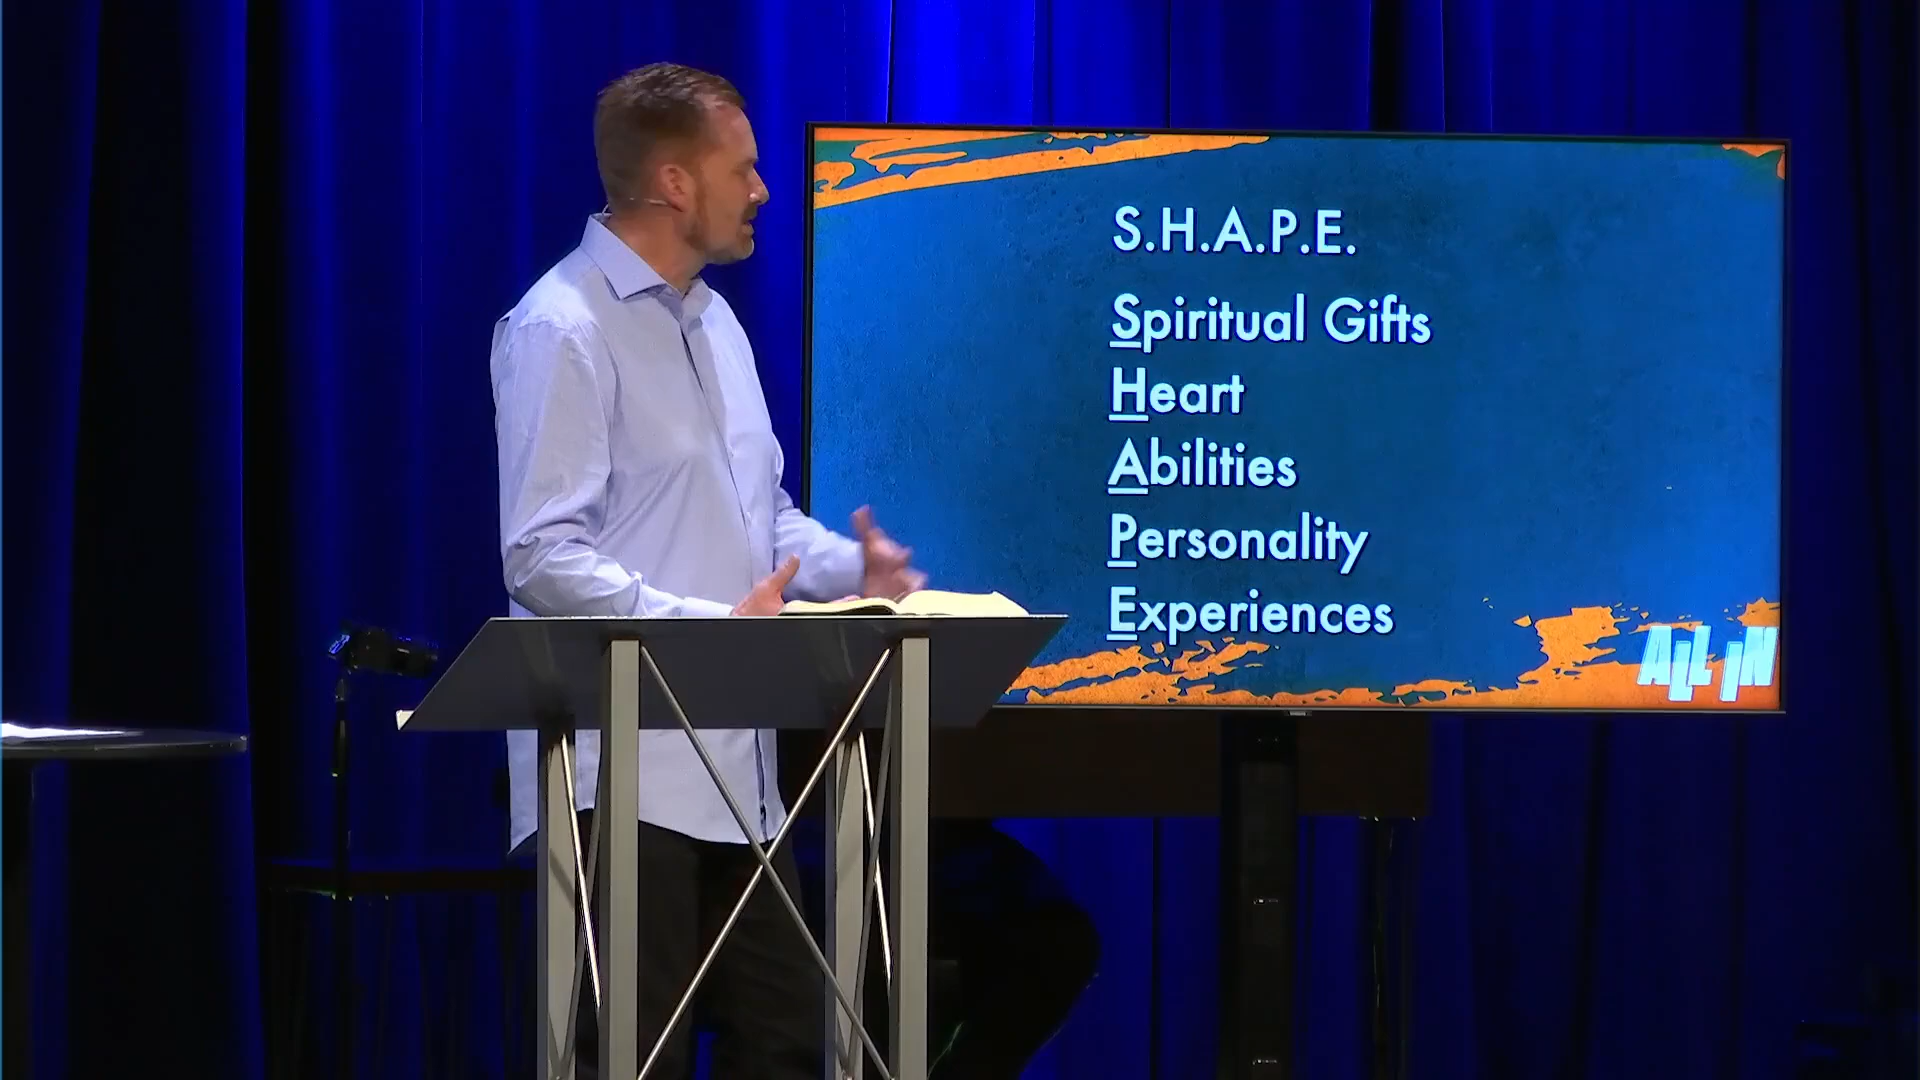 S.H.A.P.E.
Spiritual Gifts
Heart
Abilities
Personality
Experiences
ALL IN